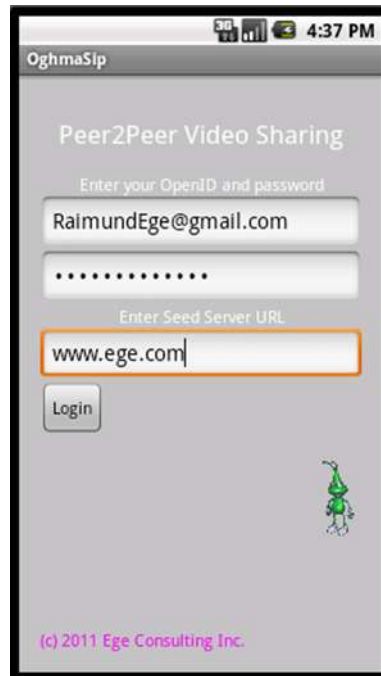 3G
4:37 PM
OghmaSip
Peer2Peer Video Sharing
Enter your OpenID and password
RaimundEge@gmail.com
•••••••••••••
Enter Seed Server URL
www.ege.com
Login
(c) 2011 Ege Consulting Inc.